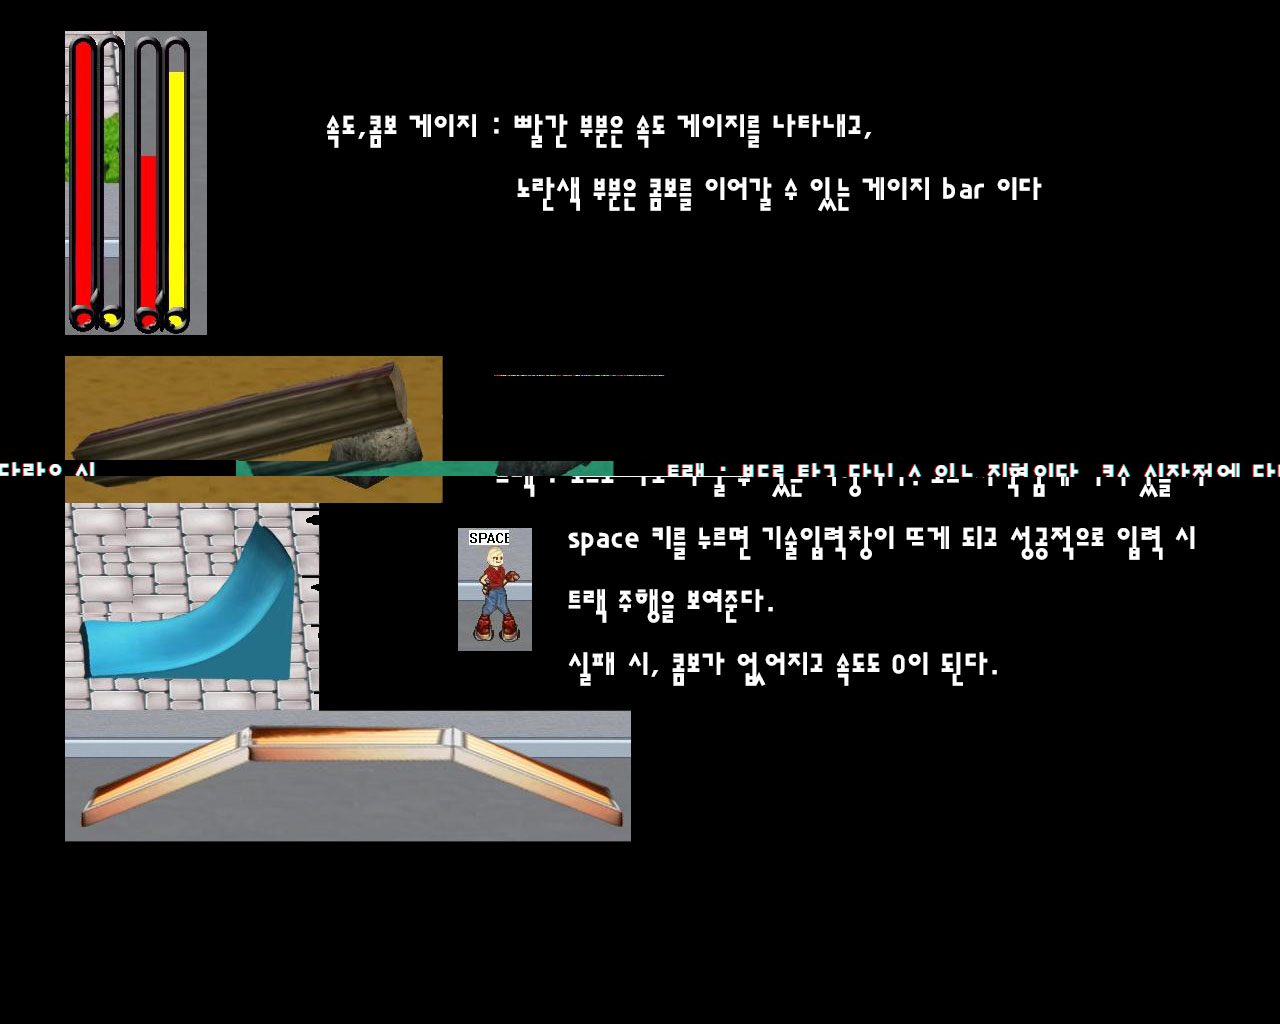 속도,콤보 게이지 : 빨간 부분은 속도 게이지를 나타내고,
노란색 부분은 콤보를 이어갈 수 있는 게이지 bar 이다
트랙 :
SPACE
space 키를 누르면 기술입력창이 뜨게 되고 성공적으로 입력 시
트랙 주행을 보여준다.
실패 시, 콤보가 없어지고 속도도 0이 된다.